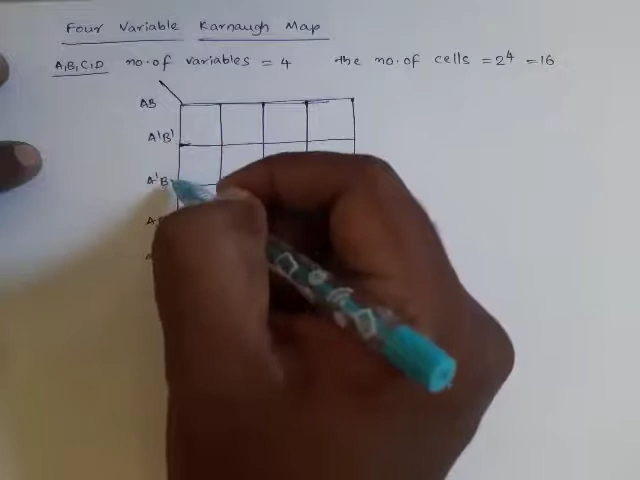 Four Variable Karnaugh Map
A,B,C,D no.of variables = 4 the no.of cells = 2⁴ = 16
AB
A'B'
A'B